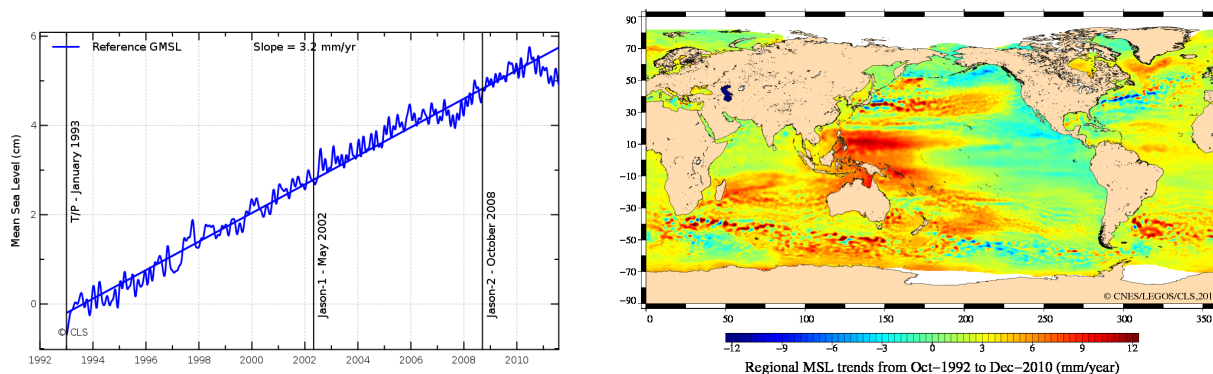 Reference GMSL
Slope = 3.2 mm/yr
Mean Sea Level (cm)
6
4
2
0
T/P - January 1993
Jason-1 - May 2002
Jason-2 - October 2008
© CLS
1992 1994 1996 1998 2000 2002 2004 2006 2008 2010
90
70
50
30
10
-10
-30
-50
-70
-90
© CNES/LEGOS/CLS,201
0 50 100 150 200 250 300 35
-12 -9 -6 -3 0 3 6 9 12
Regional MSL trends from Oct-1992 to Dec-2010 (mm/year)